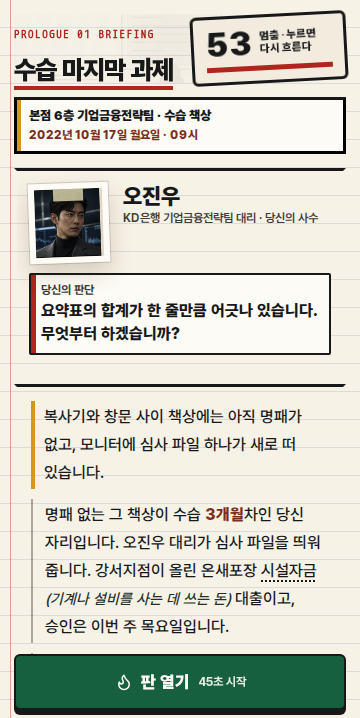 PROLOGUE 01 BRIEFING
수습 마지막 과제
53 멈춤 · 누르면
다시 흐른다
본점 6층 기업금융전략팀 · 수습 책상
2022년 10월 17일 월요일 · 09시
오진우
KD은행 기업금융전략팀 대리 · 당신의 사수
당신의 판단
요약표의 합계가 한 줄만큼 어긋나 있습니다.
무엇부터 하겠습니까?
복사기와 창문 사이 책상에는 아직 명패가
없고, 모니터에 심사 파일 하나가 새로 떠
있습니다.
명패 없는 그 책상이 수습 3개월차인 당신
자리입니다. 오진우 대리가 심사 파일을 띄워
줍니다. 강서지점이 올린 온새포장 시설자금
(기계나 설비를 사는 데 쓰는 돈) 대출이고,
승인은 이번 주 목요일입니다.
판 열기 45초 시작